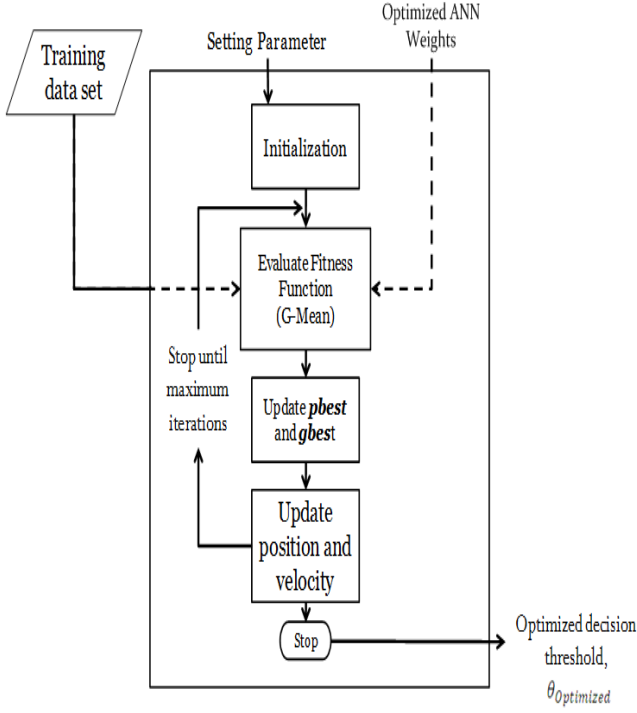 Optimized ANN
Weights
Setting Parameter
Training
data set
Initialization
Evaluate Fitness
Function
(G-Mean)
Stop until
maximum
iterations
Update pbest
and gbest
Update
position and
velocity
Stop
Optimized decision
threshold,
θOptimized